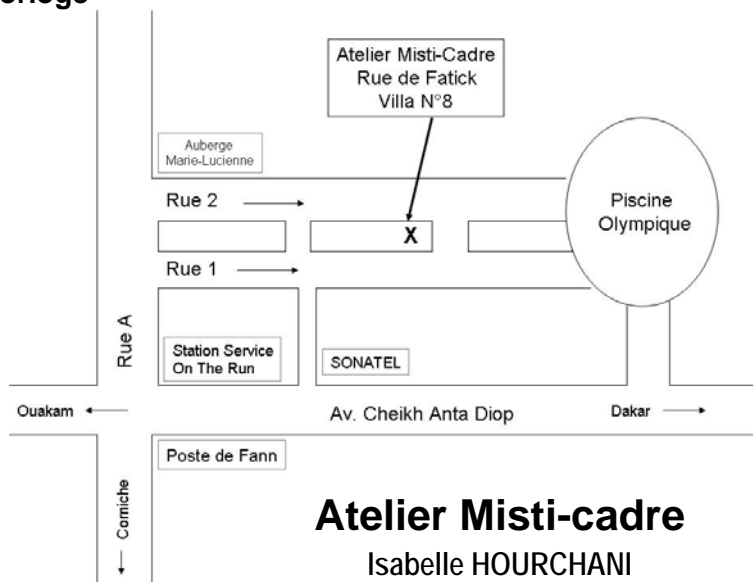 Atelier Misti-Cadre
Rue de Fatick
Villa N°8
Auberge
Marie-Lucienne
Rue 2
Piscine
Olympique
X
Rue 1
Rue A
Station Service
On The Run
SONATEL
Ouakam
Av. Cheikh Anta Diop
Dakar
Poste de Fann
Corniche
Atelier Misti-cadre
Isabelle HOURCHANI